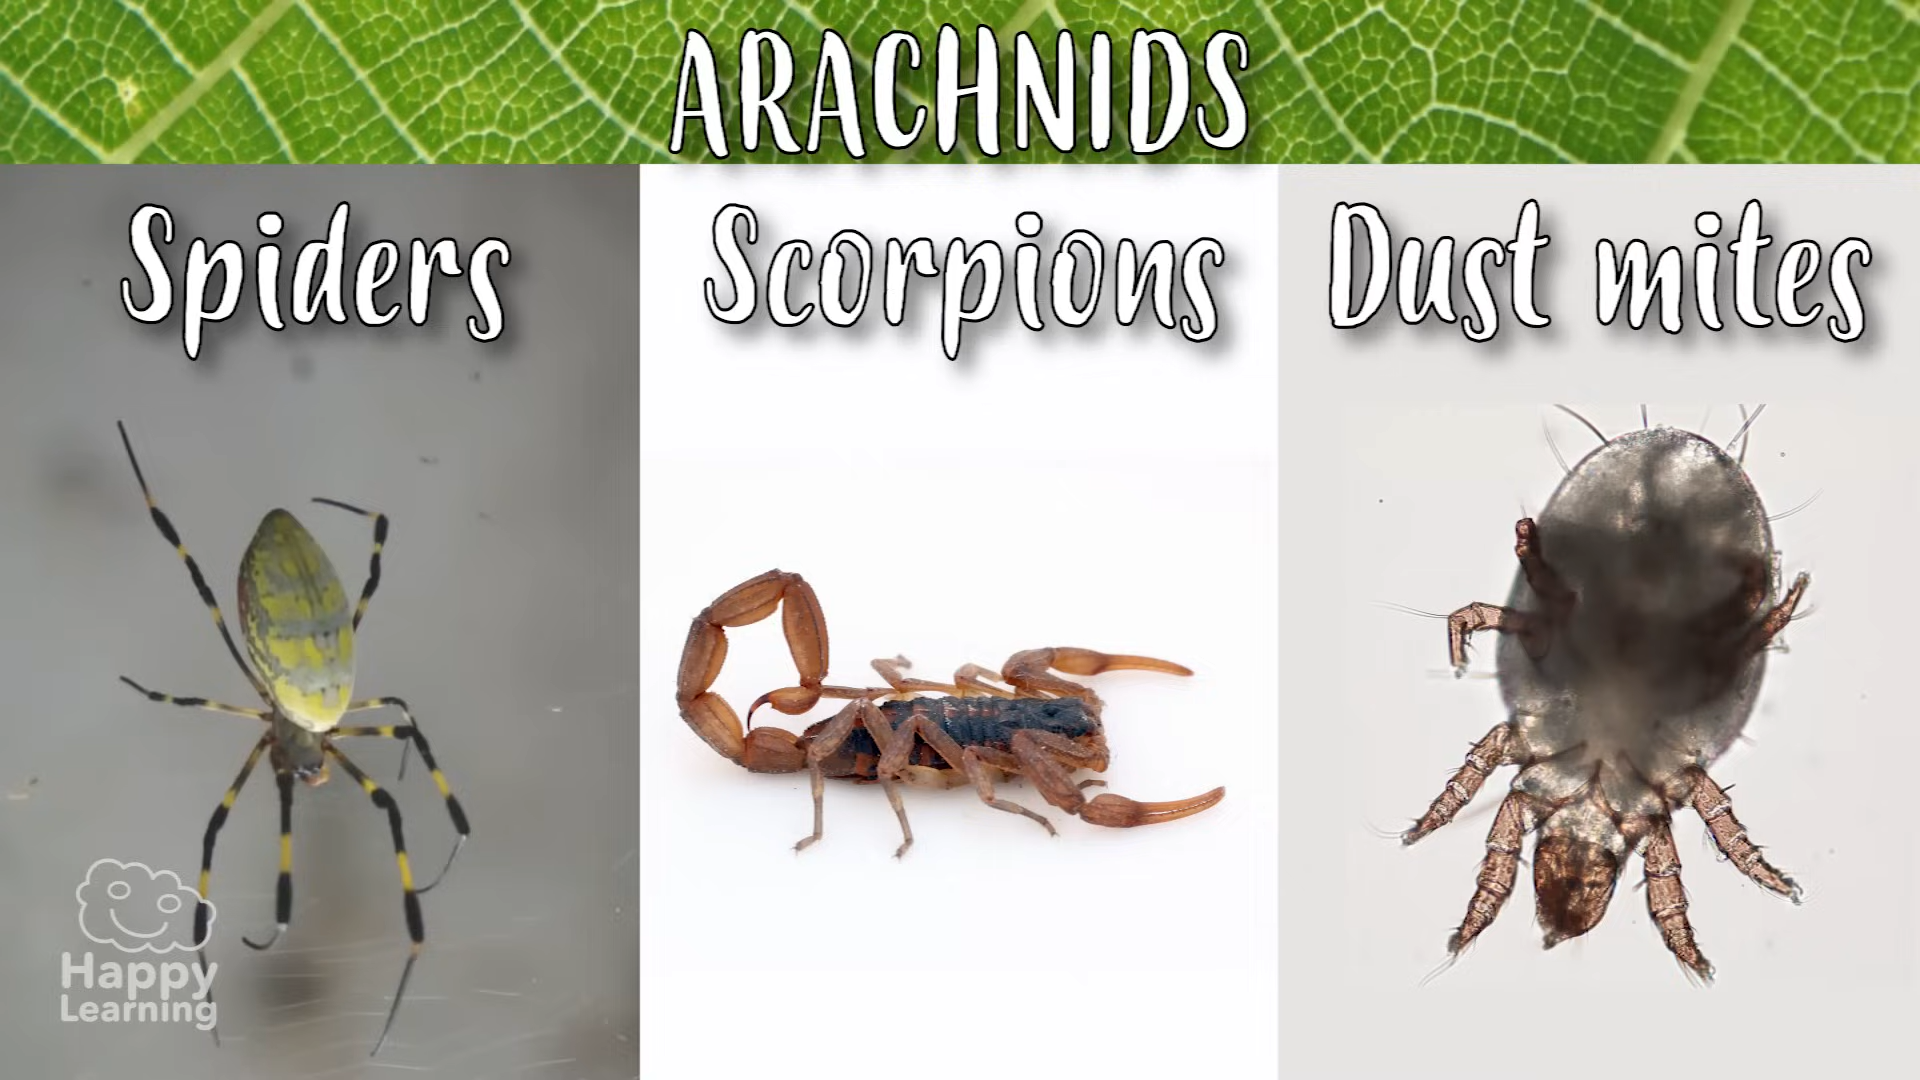 ARACHNIDS
Spiders
Scorpions
Dust mites
Happy
Learning